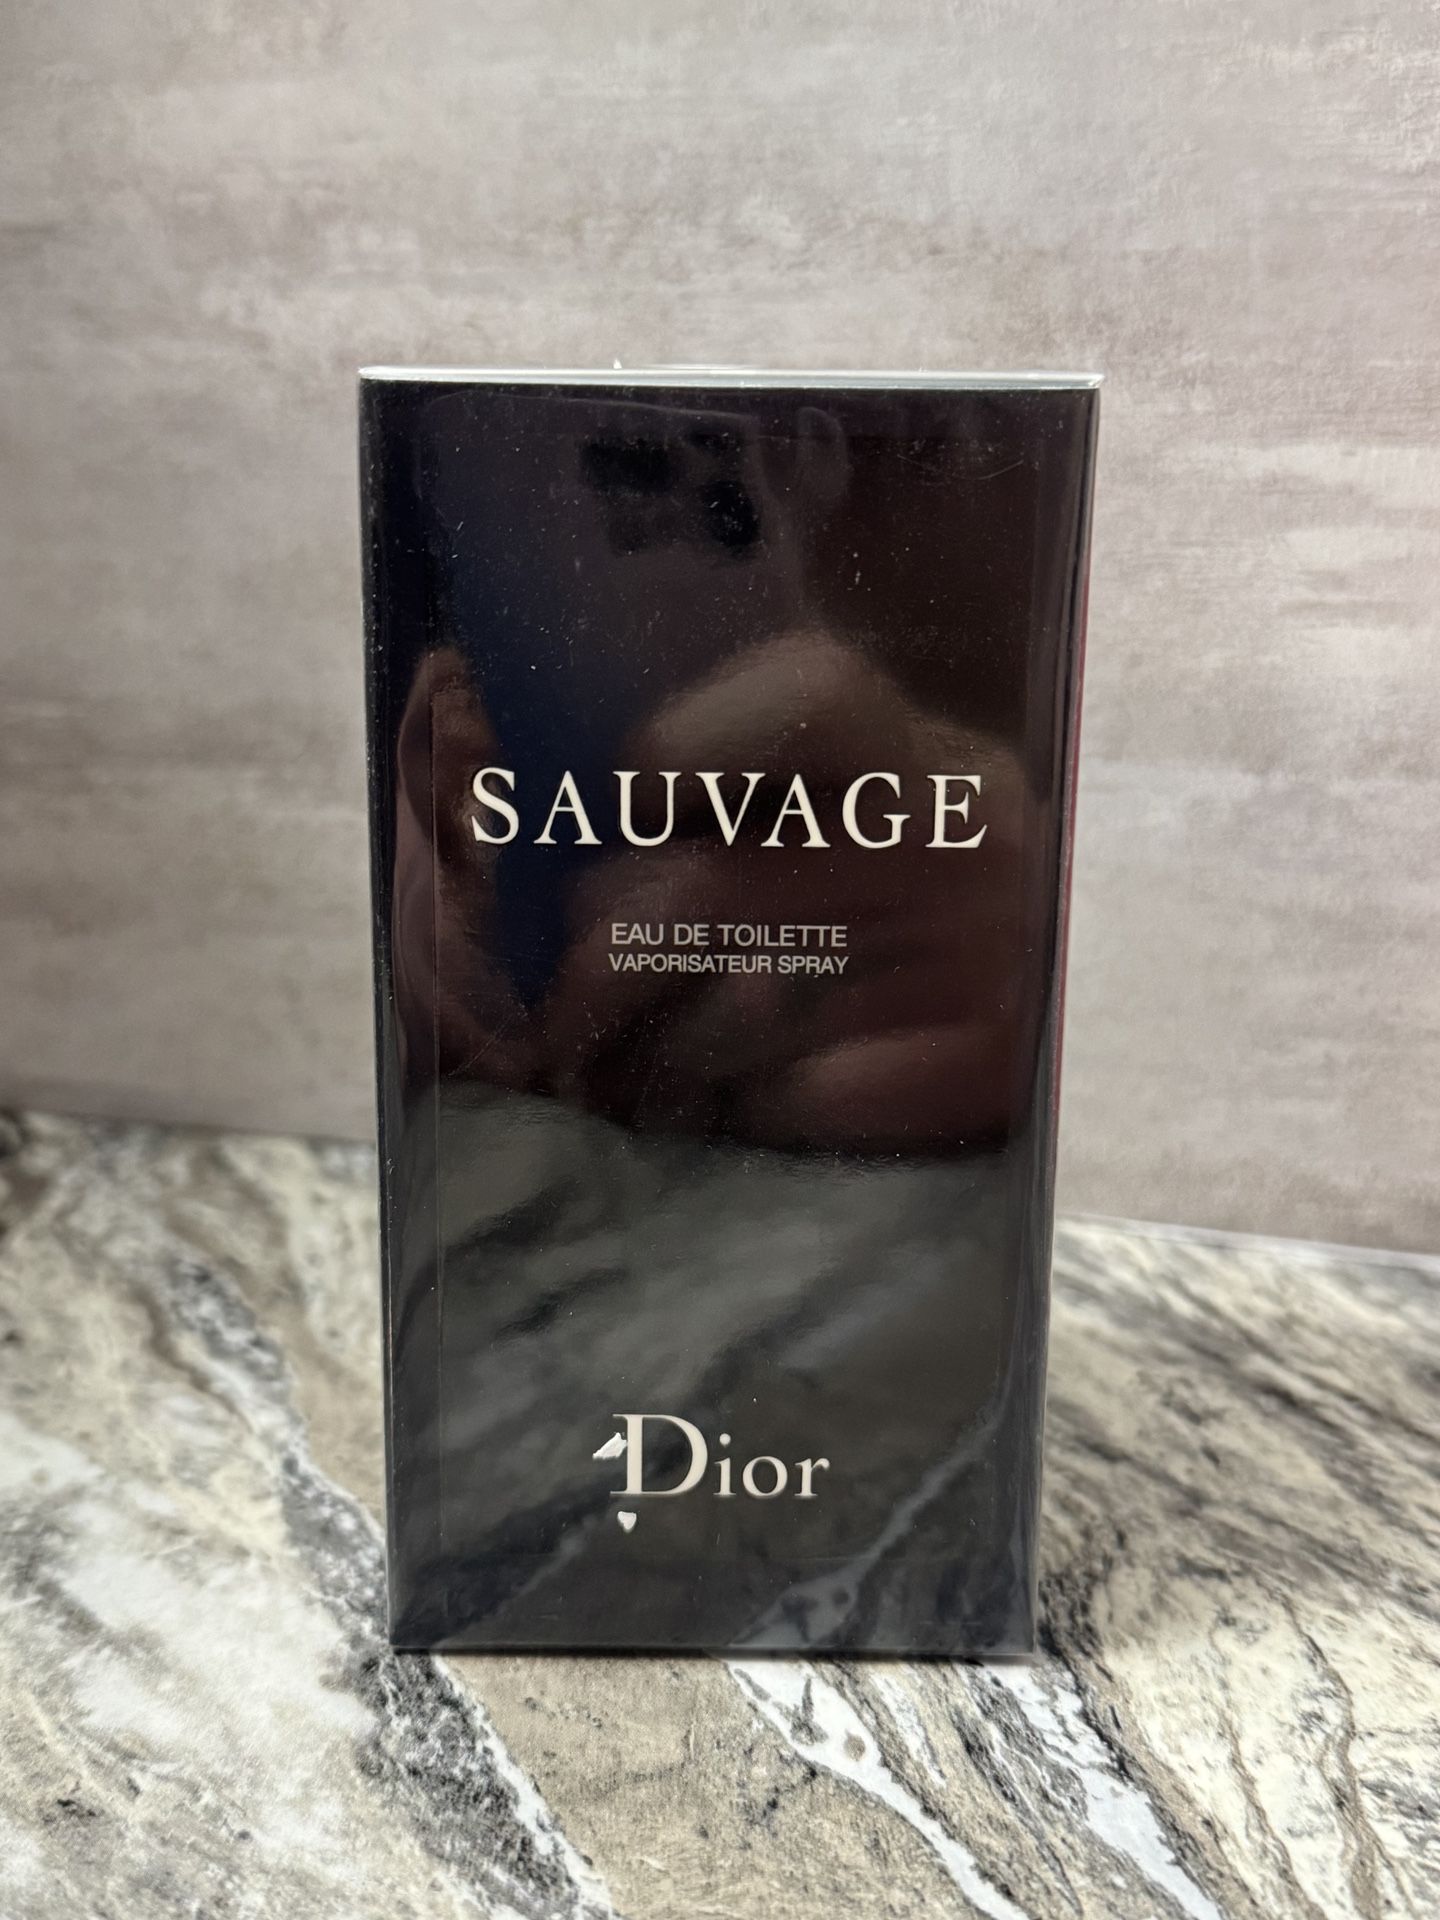 SAUVAGE
EAU DE TOILETTE
VAPORISATEUR SPRAY
Dior